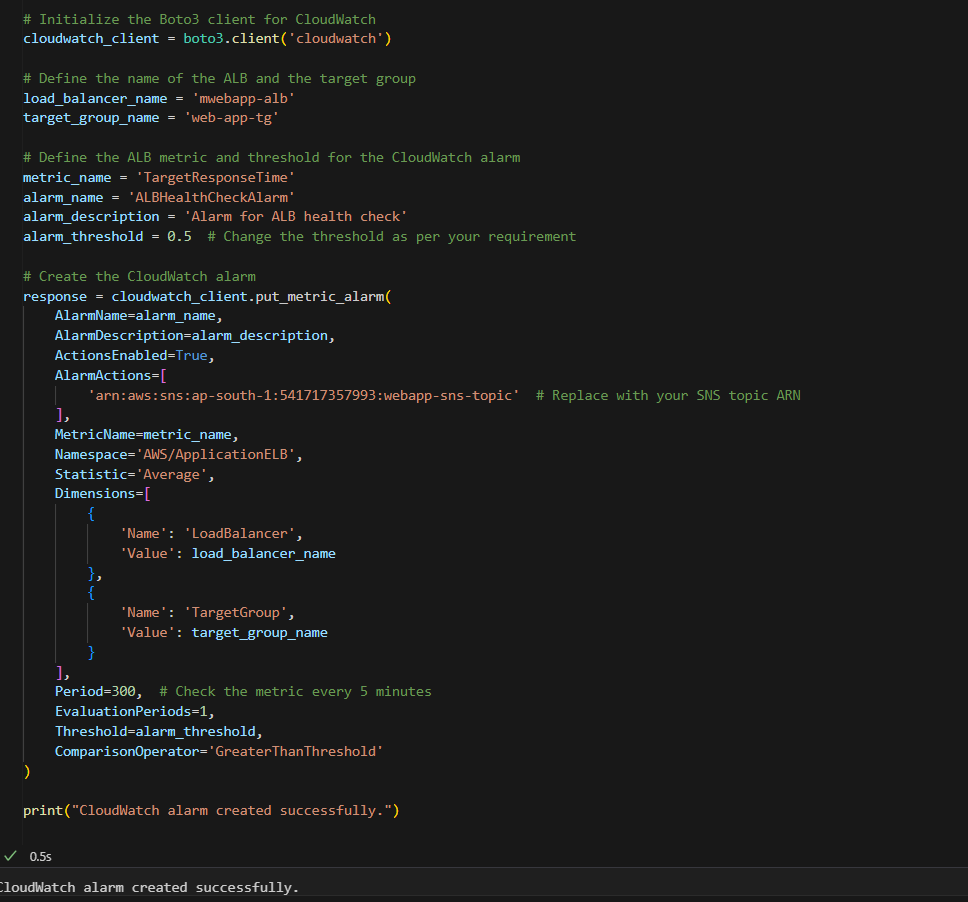 # Initialize the Boto3 client for CloudWatch
cloudwatch_client = boto3.client('cloudwatch')
# Define the name of the ALB and the target group
load_balancer_name = 'mwebapp-alb'
target_group_name = 'web-app-tg'
# Define the ALB metric and threshold for the CloudWatch alarm
metric_name = 'TargetResponseTime'
alarm_name = 'ALBHealthCheckAlarm'
alarm_description = 'Alarm for ALB health check'
alarm_threshold = 0.5  # Change the threshold as per your requirement
# Create the CloudWatch alarm
response = cloudwatch_client.put_metric_alarm(
    AlarmName=alarm_name,
    AlarmDescription=alarm_description,
    ActionsEnabled=True,
    AlarmActions=[
        'arn:aws:sns:ap-south-1:541717357993:webapp-sns-topic'  # Replace with your SNS topic ARN
    ],
    MetricName=metric_name,
    Namespace='AWS/ApplicationELB',
    Statistic='Average',
    Dimensions=[
        {
            'Name': 'LoadBalancer',
            'Value': load_balancer_name
        },
        {
            'Name': 'TargetGroup',
            'Value': target_group_name
        }
    ],
    Period=300,  # Check the metric every 5 minutes
    EvaluationPeriods=1,
    Threshold=alarm_threshold,
    ComparisonOperator='GreaterThanThreshold'
)
print("CloudWatch alarm created successfully.")
0.5s
CloudWatch alarm created successfully.